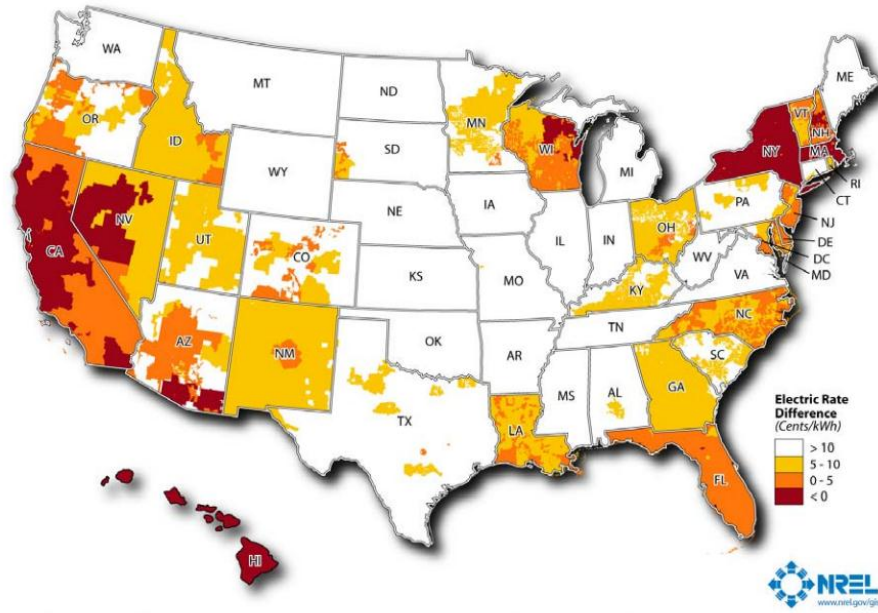 WA
MT
ND
MN
ME
VT
NH
OR
ID
SD
WI
NY
MA
WY
MI
RI
CT
NE
IA
PA
NJ
NV
UT
CO
IL
IN
OH
DE
DC
MD
CA
KS
MO
WV
VA
KY
AZ
NM
OK
AR
TN
NC
SC
TX
LA
MS
AL
GA
FL
HI
Electric Rate
Difference
(Cents/kWh)
> 10
5 - 10
0 - 5
< 0
NREL